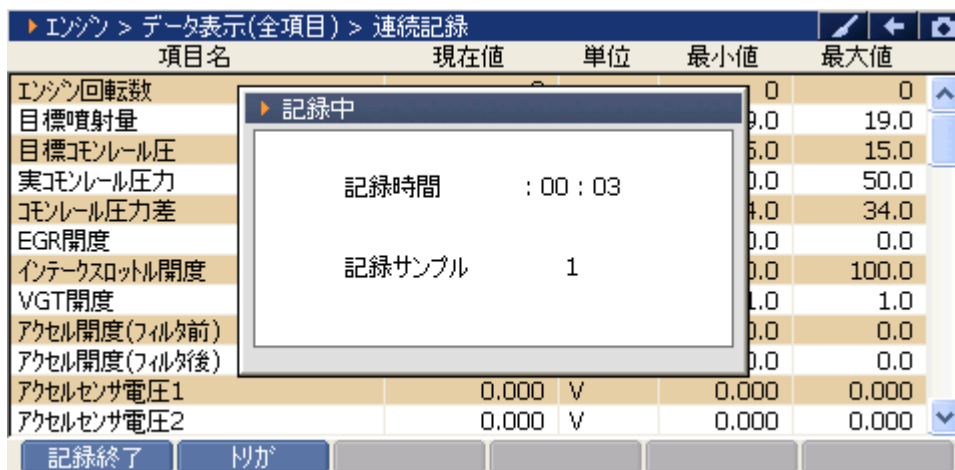 エンジン > データ表示(全項目) > 連続記録
項目名 現在値 単位 最小値 最大値
エンジン回転数 0 0
目標噴射量 19.0
目標コモンレール圧 15.0
実コモンレール圧力 50.0
コモンレール圧力差 34.0
EGR開度 0.0
インテークスロットル開度 100.0
VGT開度 1.0
アクセル開度(フィルタ前) 0.0
アクセル開度(フィルタ後) 0.0
アクセルセンサ電圧1 0.000 V 0.000 0.000
アクセルセンサ電圧2 0.000 V 0.000 0.000
記録中
記録時間 :00:03
記録サンプル 1
記録終了 トリガ